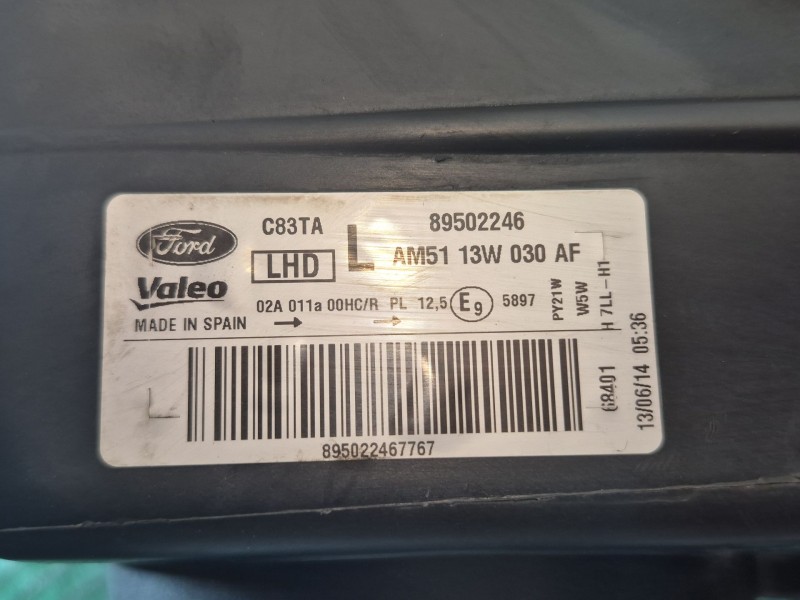 Ford C83TA L 89502246
LHD AM51 13W 030 AF
Valeo
02A 011a 00HC/R PL 12,5 E9 5897
MADE IN SPAIN → →
PY21W
W5W
H 7LL-H1
68401
13/06/14 05:36
895022467767